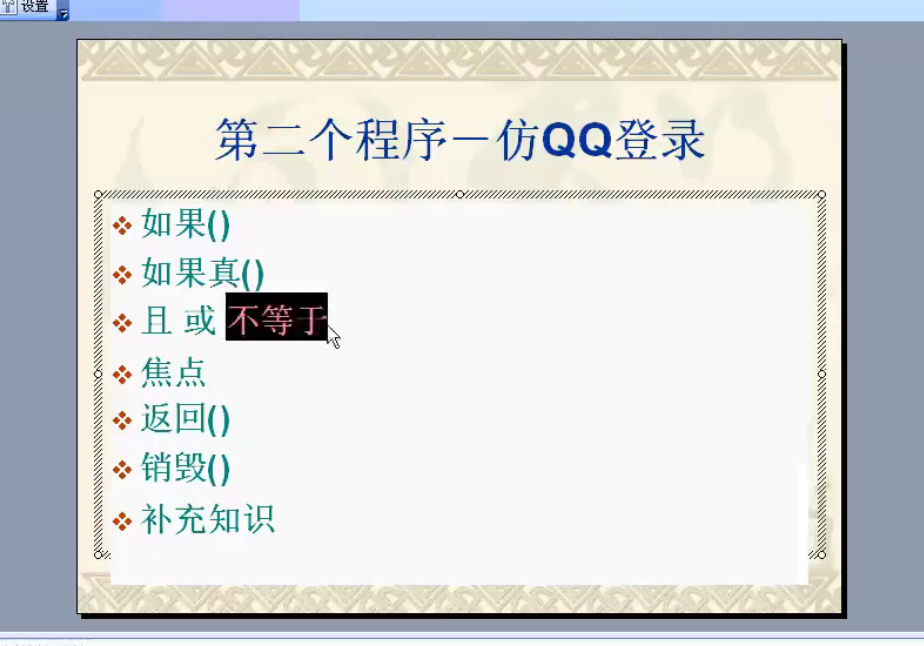 设置
第二个程序－仿QQ登录
如果()
如果真()
且 或 不等于
焦点
返回()
销毁()
补充知识